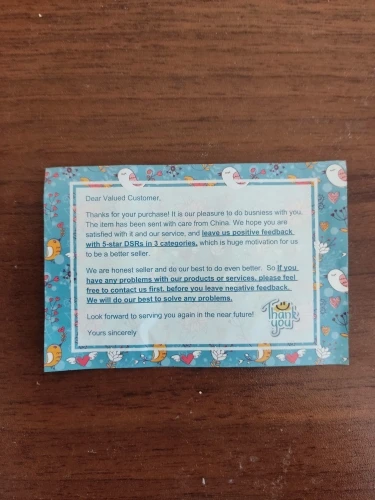 Dear Valued Customer,
Thanks for your purchase! It is our pleasure to do busniess with you.
The item has been sent with care from China. We hope you are
satisfied with it and our service, and leave us positive feedback
with 5-star DSRs in 3 categories, which is huge motivation for us
to be a better seller.
We are honest seller and do our best to do even better. So If you
have any problems with our products or services, please feel
free to contact us first, before you leave negative feedback.
We will do our best to solve any problems.
Look forward to serving you again in the near future!
Yours sincerely
Thank
you!